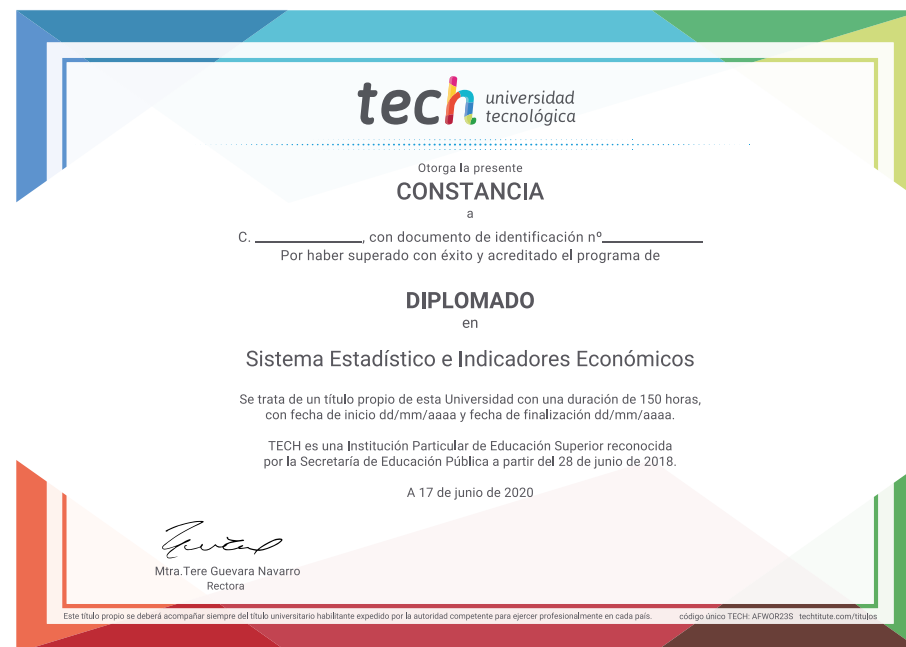 tech universidad
tecnológica
Otorga la presente
CONSTANCIA
a
C. ____________, con documento de identificación nº____________
Por haber superado con éxito y acreditado el programa de
DIPLOMADO
en
Sistema Estadístico e Indicadores Económicos
Se trata de un título propio de esta Universidad con una duración de 150 horas,
con fecha de inicio dd/mm/aaaa y fecha de finalización dd/mm/aaaa.
TECH es una Institución Particular de Educación Superior reconocida
por la Secretaría de Educación Pública a partir del 28 de junio de 2018.
A 17 de junio de 2020
Mtra.Tere Guevara Navarro
Rectora
Este título propio se deberá acompañar siempre del título universitario habilitante expedido por la autoridad competente para ejercer profesionalmente en cada país. código único TECH: AFWOR23S techtitute.com/títulos